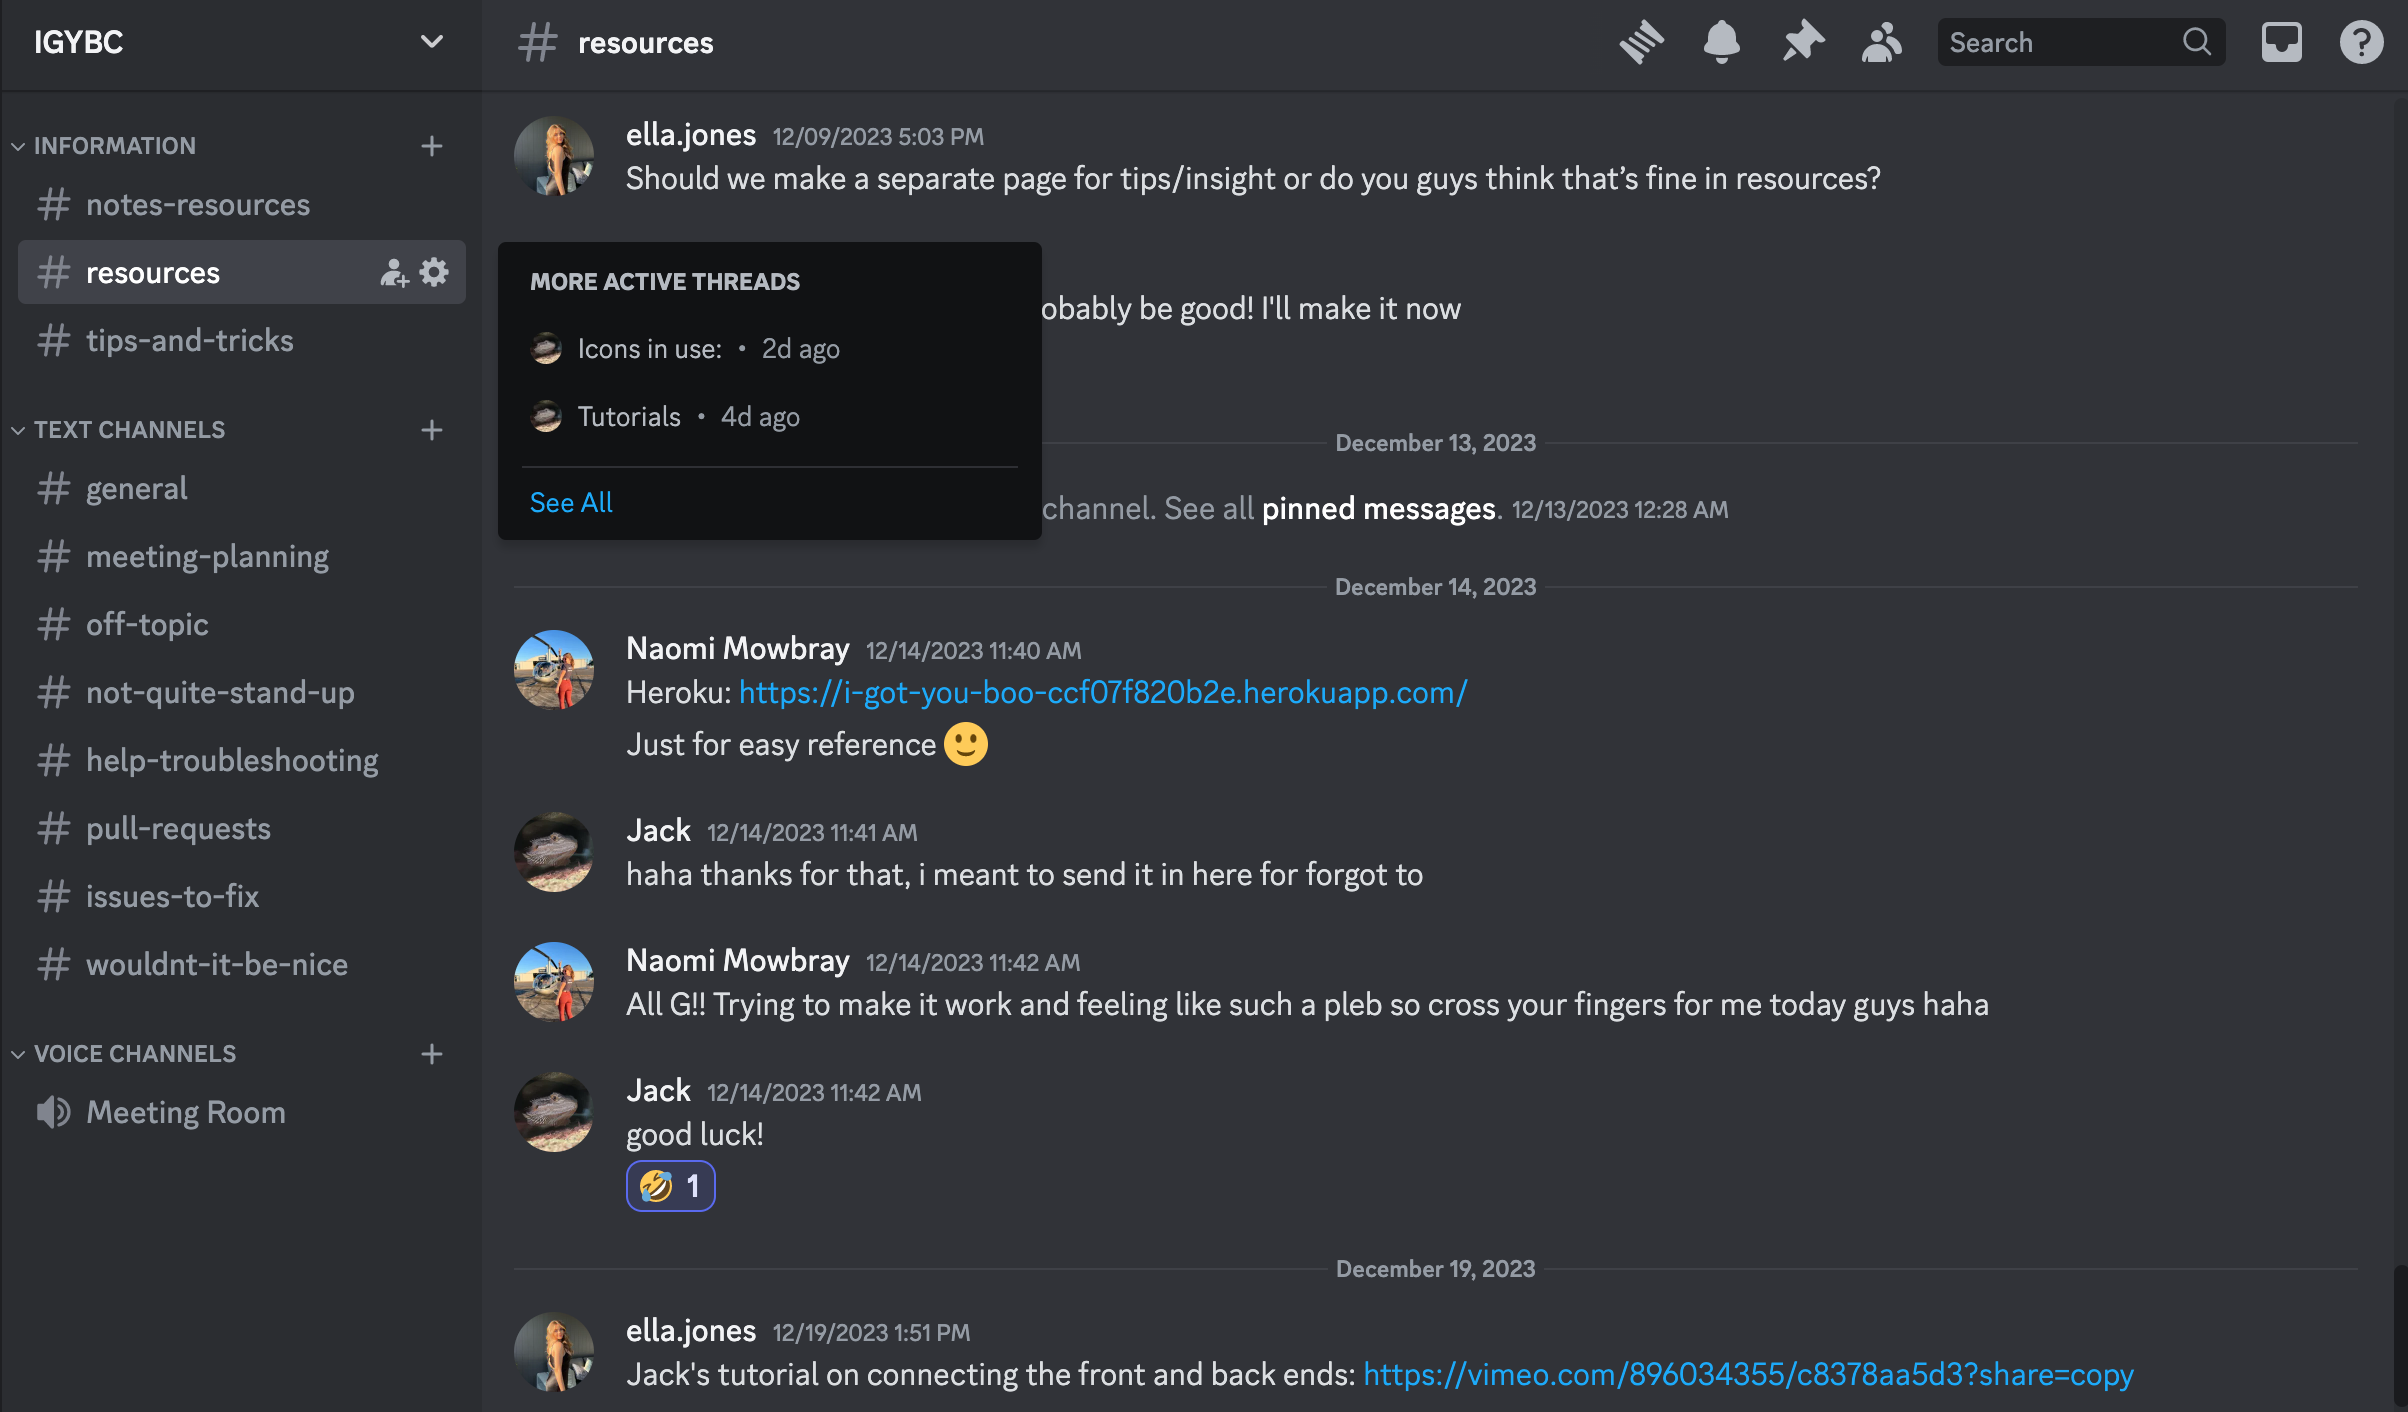 IGYBC
INFORMATION
notes-resources
resources
tips-and-tricks
TEXT CHANNELS
general
meeting-planning
off-topic
not-quite-stand-up
help-troubleshooting
pull-requests
issues-to-fix
wouldnt-it-be-nice
VOICE CHANNELS
Meeting Room
resources
Search
ella.jones 12/09/2023 5:03 PM
Should we make a separate page for tips/insight or do you guys think that’s fine in resources?
MORE ACTIVE THREADS
Icons in use: • 2d ago
Tutorials • 4d ago
See All
obably be good! I'll make it now
December 13, 2023
channel. See all pinned messages. 12/13/2023 12:28 AM
December 14, 2023
Naomi Mowbray 12/14/2023 11:40 AM
Heroku: https://i-got-you-boo-ccf07f820b2e.herokuapp.com/
Just for easy reference 🙂
Jack 12/14/2023 11:41 AM
haha thanks for that, i meant to send it in here for forgot to
Naomi Mowbray 12/14/2023 11:42 AM
All G!! Trying to make it work and feeling like such a pleb so cross your fingers for me today guys haha
Jack 12/14/2023 11:42 AM
good luck!
🤣 1
December 19, 2023
ella.jones 12/19/2023 1:51 PM
Jack's tutorial on connecting the front and back ends: https://vimeo.com/896034355/c8378aa5d3?share=copy